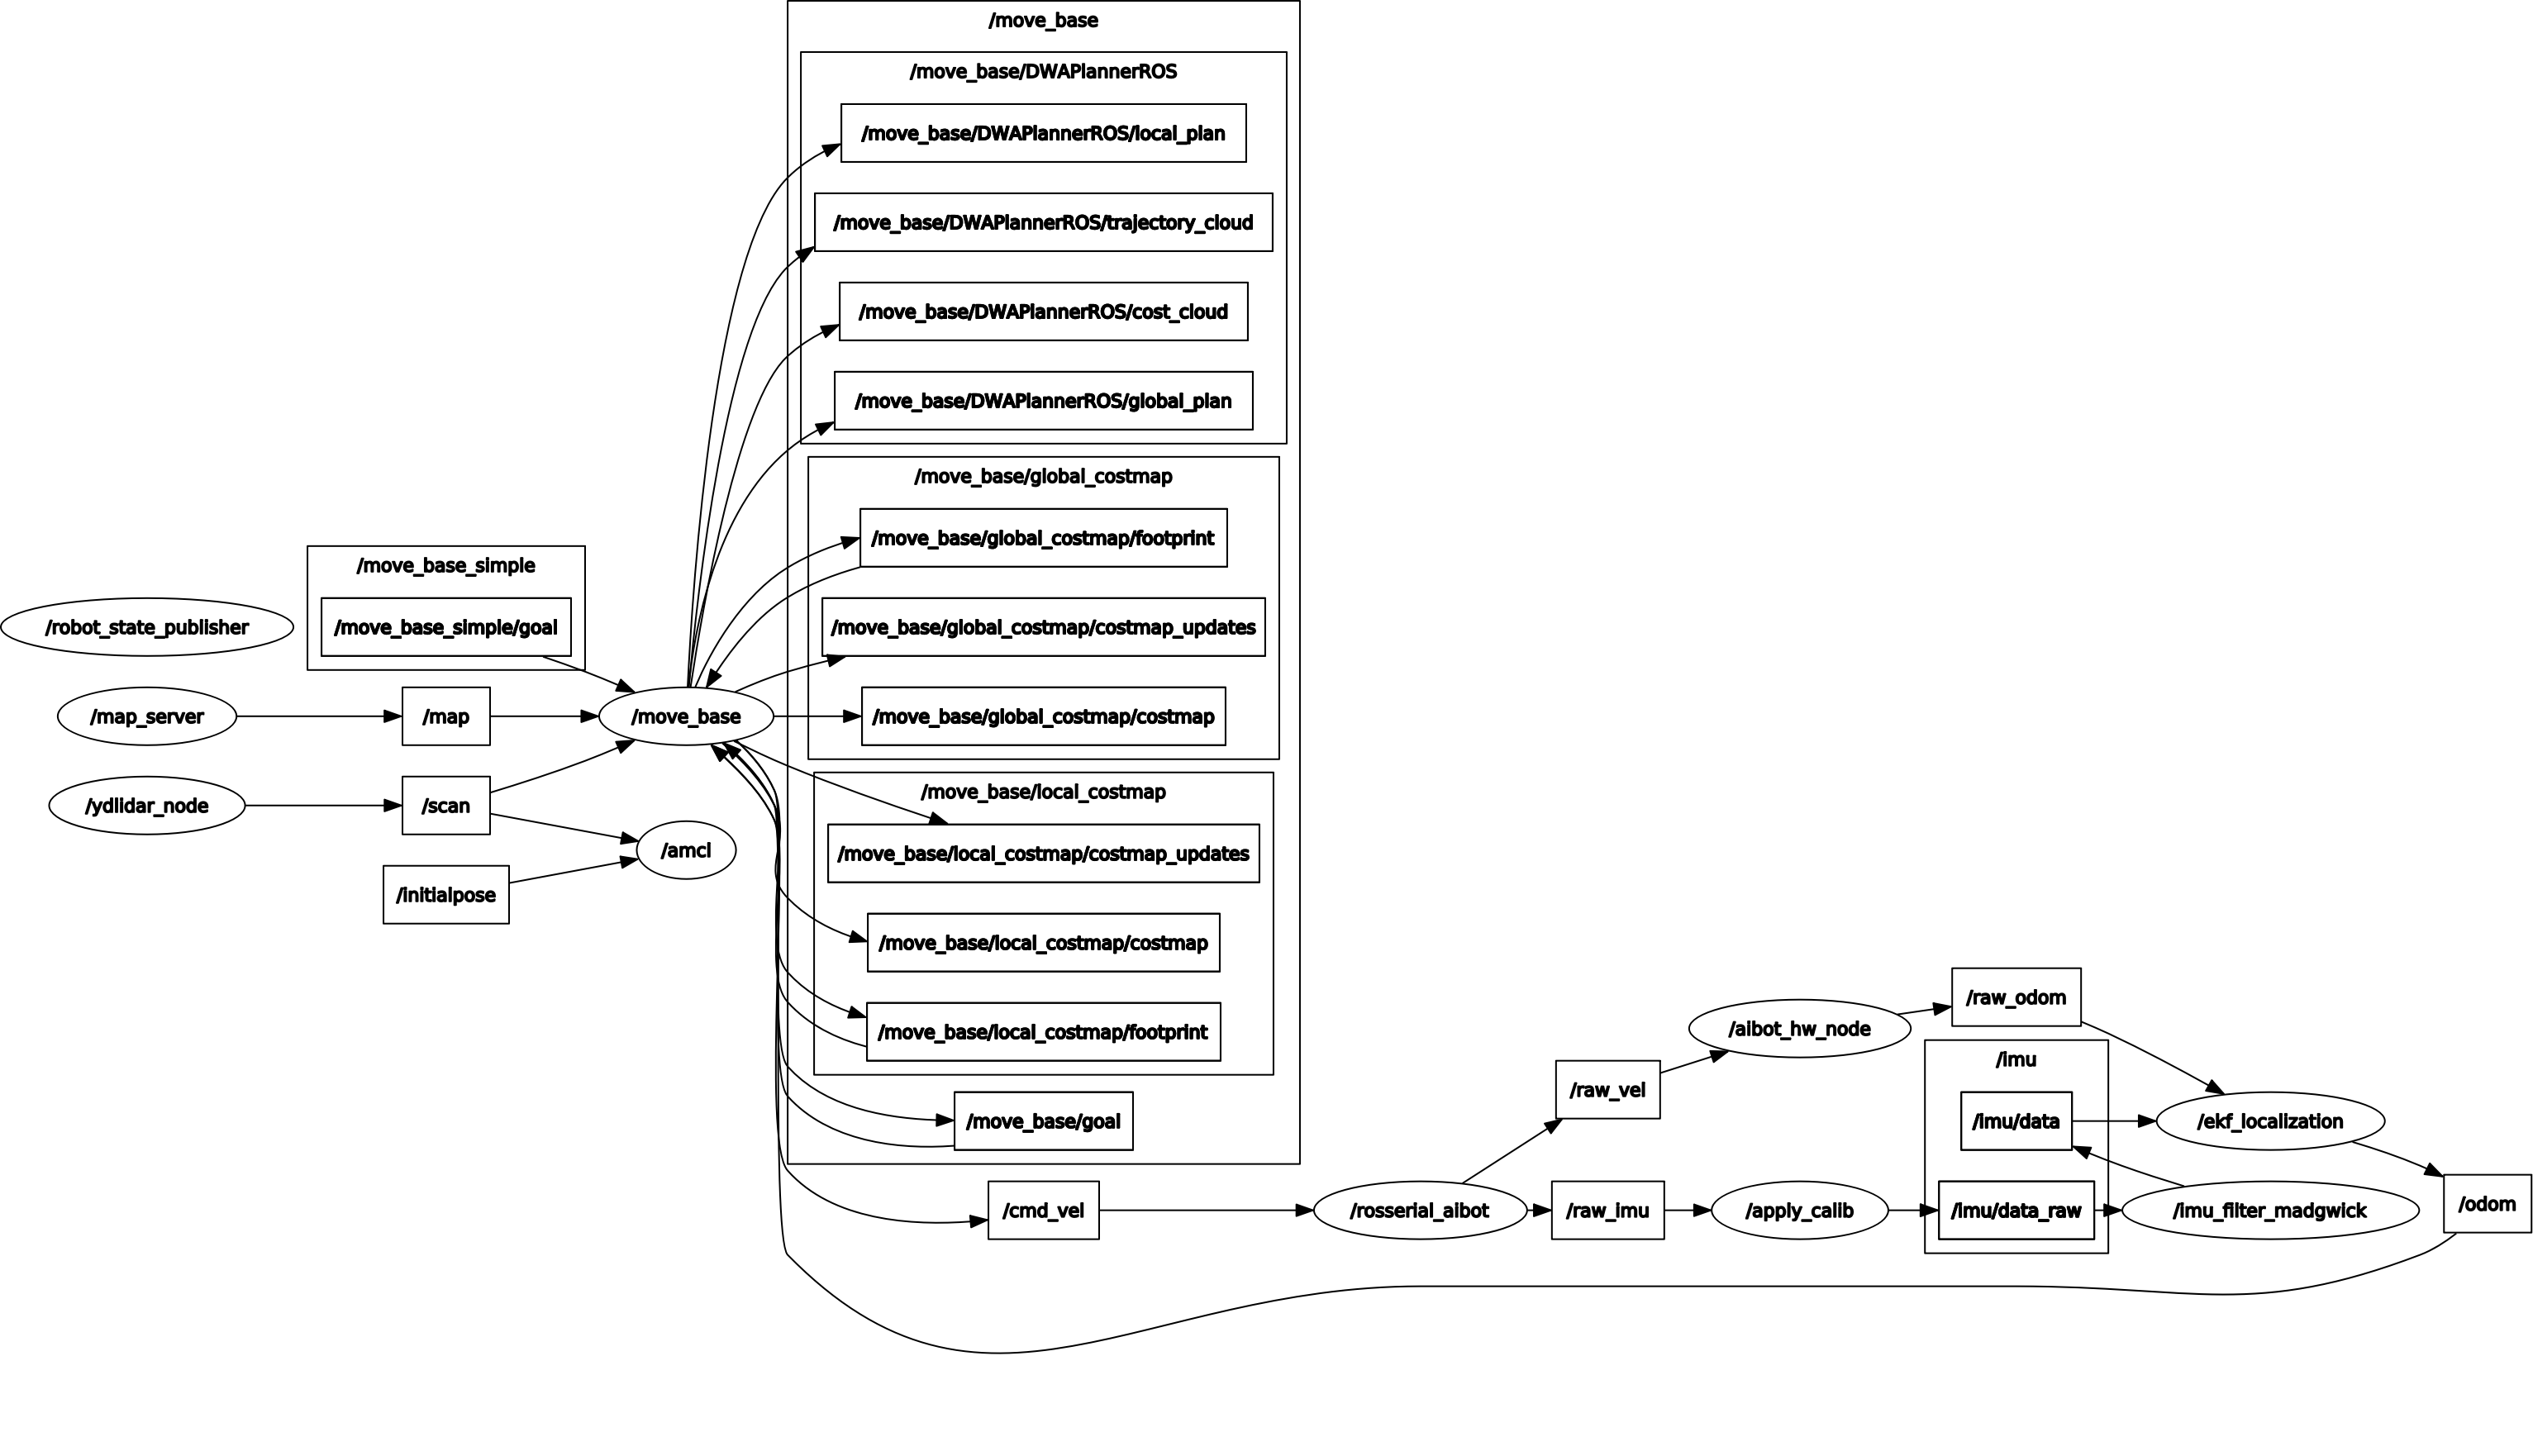 /move_base
/move_base/DWAPlannerROS
/move_base/DWAPlannerROS/local_plan
/move_base/DWAPlannerROS/trajectory_cloud
/move_base/DWAPlannerROS/cost_cloud
/move_base/DWAPlannerROS/global_plan
/move_base/global_costmap
/move_base/global_costmap/footprint
/move_base_simple
/robot_state_publisher
/move_base_simple/goal
/move_base/global_costmap/costmap_updates
/map_server
/map
/move_base
/move_base/global_costmap/costmap
/move_base/local_costmap
/ydlidar_node
/scan
/amcl
/move_base/local_costmap/costmap_updates
/initialpose
/move_base/local_costmap/costmap
/move_base/local_costmap/footprint
/move_base/goal
/cmd_vel
/rosserial_aibot
/raw_vel
/raw_imu
/aibot_hw_node
/apply_calib
/raw_odom
/imu
/imu/data
/imu/data_raw
/ekf_localization
/imu_filter_madgwick
/odom